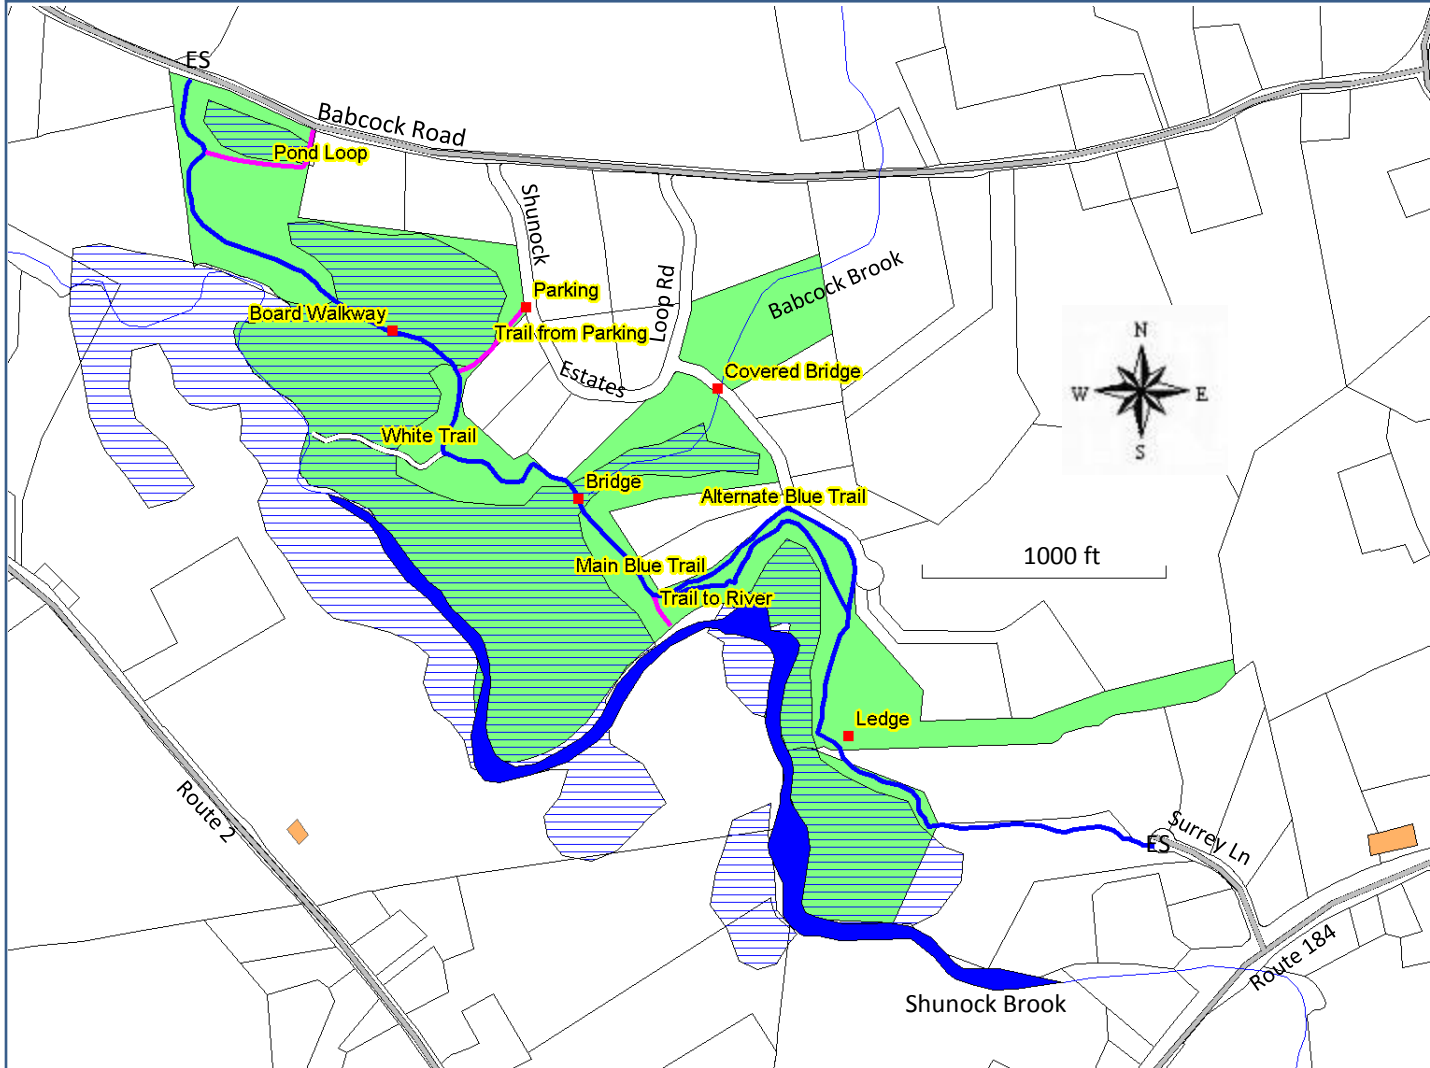 ES
Babcock Road
Pond Loop
Shunock
Parking
Loop Rd
Babcock Brook
Board Walkway
Trail from Parking
Estates
Covered Bridge
N
W E
S
White Trail
Bridge
Alternate Blue Trail
1000 ft
Main Blue Trail
Trail to River
Ledge
Route 2
Surrey Ln
ES
Route 184
Shunock Brook